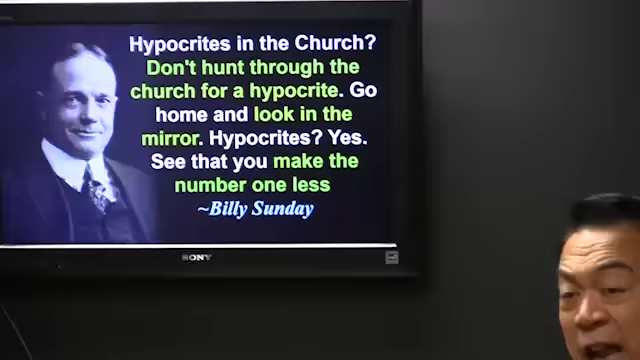 Hypocrites in the Church?
Don't hunt through the
church for a hypocrite. Go
home and look in the
mirror. Hypocrites? Yes.
See that you make the
number one less
~Billy Sunday
SONY